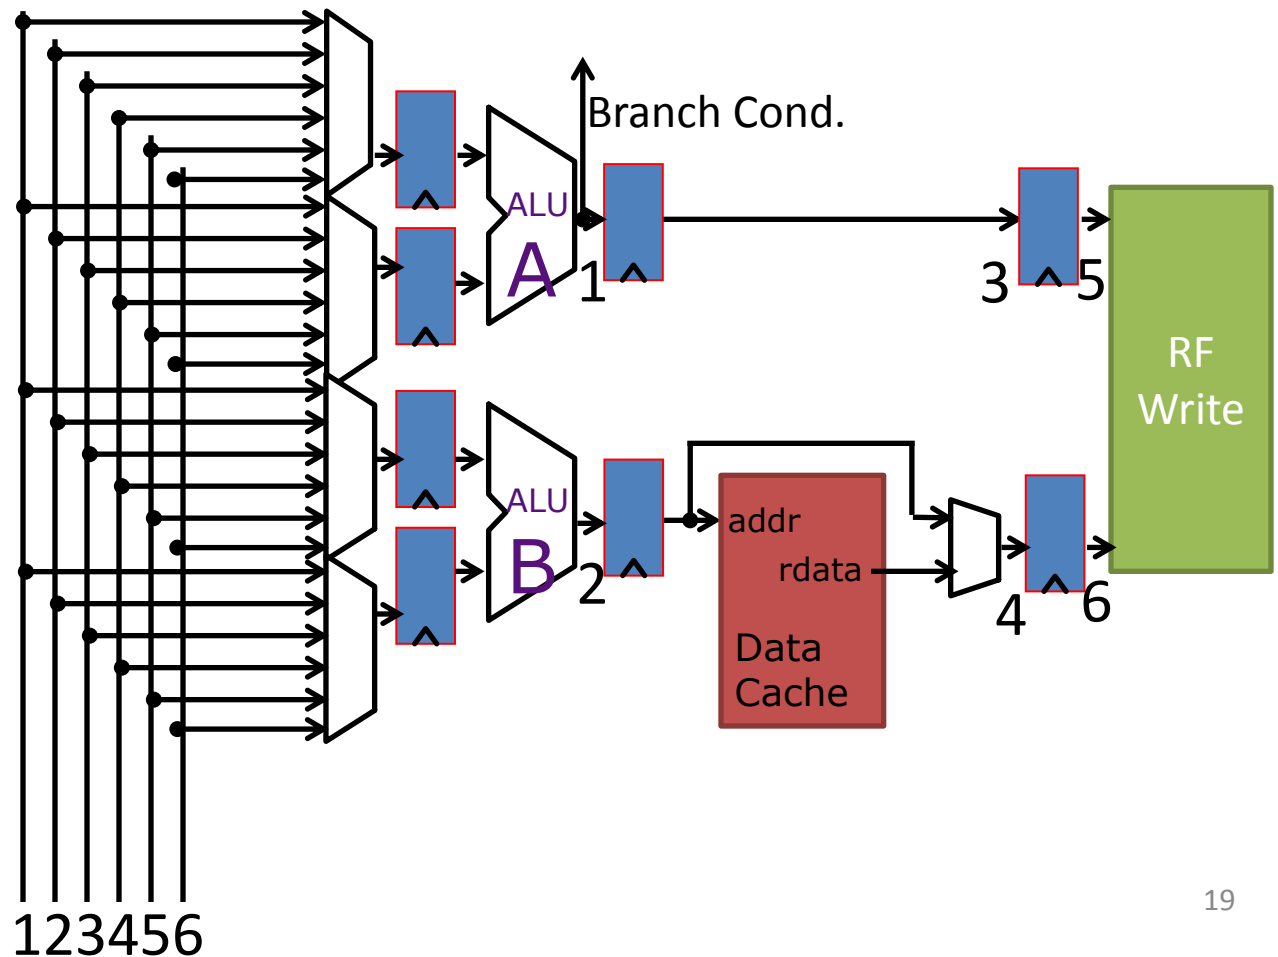 Branch Cond.
ALU
A
1
3
5
RF
Write
ALU
B
2
addr
rdata
Data
Cache
4
6
19
123456